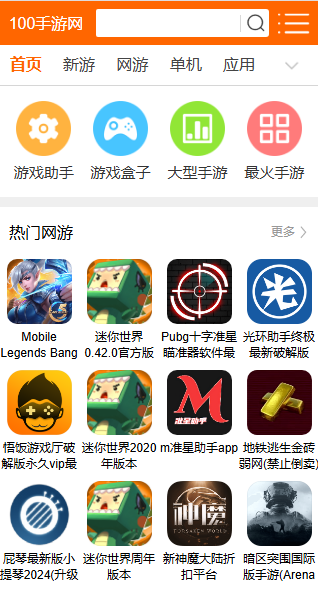 100手游网
首页 新游 网游 单机 应用
游戏助手 游戏盒子 大型手游 最火手游
热门网游 更多
Mobile 迷你世界 Pubg十字准星 光环助手终极
Legends Bang 0.42.0官方版 瞄准器软件最 最新破解版
悟饭游戏厅破 迷你世界2020 m准星助手app 地铁逃生金砖
解版永久vip最 年版本 弱网(禁止倒卖)
准星助手
屁琴最新版小 迷你世界周年 新神魔大陆折 暗区突围国际
提琴2024(升级 版本 扣平台 版手游(Arena